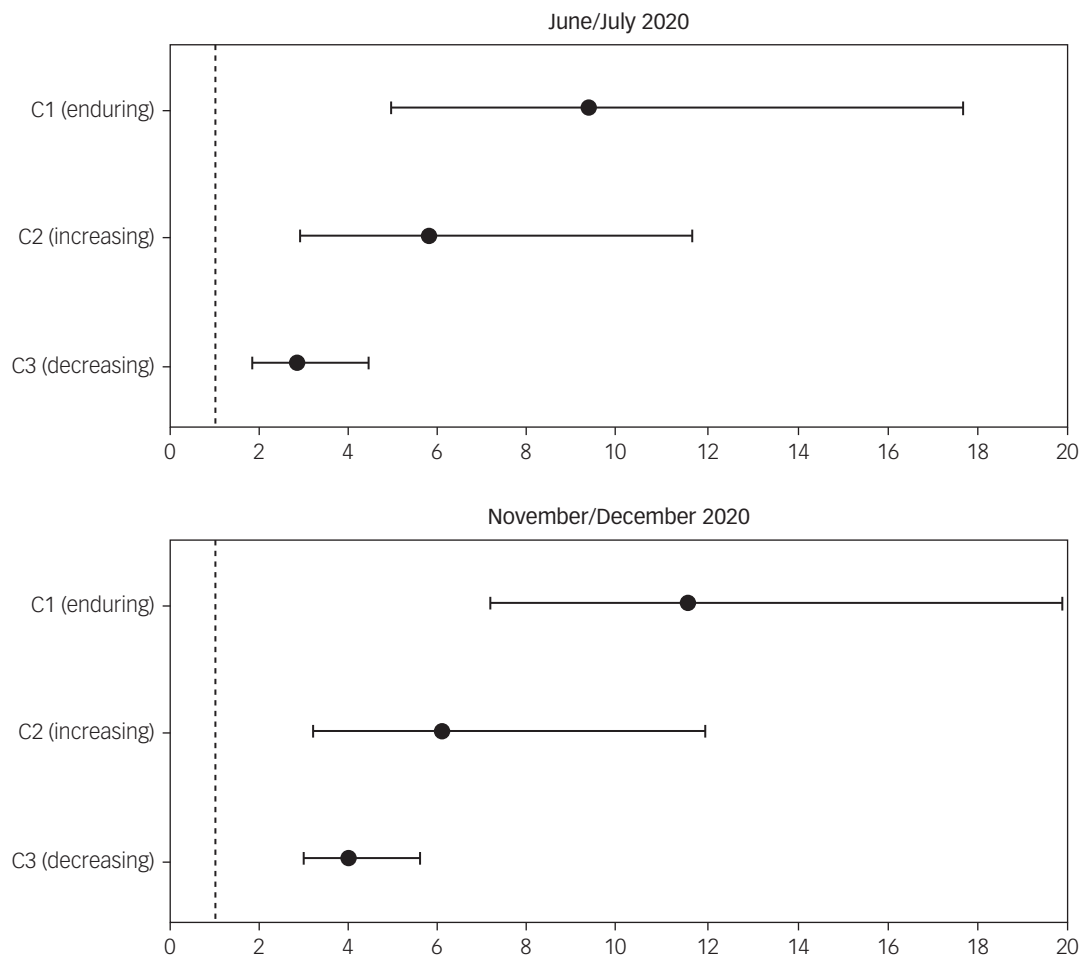 June/July 2020
C1 (enduring)
C2 (increasing)
C3 (decreasing)
0 2 4 6 8 10 12 14 16 18 20
November/December 2020
C1 (enduring)
C2 (increasing)
C3 (decreasing)
0 2 4 6 8 10 12 14 16 18 20